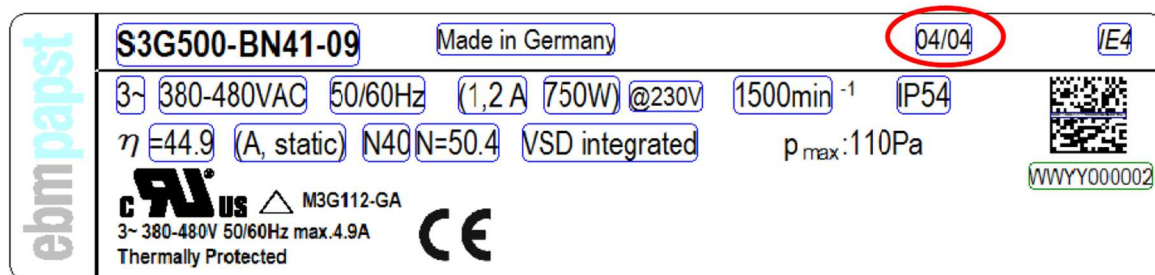 ebmpapst
S3G500-BN41-09 Made in Germany 04/04 IE4
3~ 380-480VAC 50/60Hz (1,2 A 750W) @230V 1500min -1 IP54
η =44.9 (A, static) N40 N=50.4 VSD integrated p max:110Pa
WWYY000002
c RU ® US △ M3G112-GA
3~ 380-480V 50/60Hz max.4.9A
Thermally Protected
CE